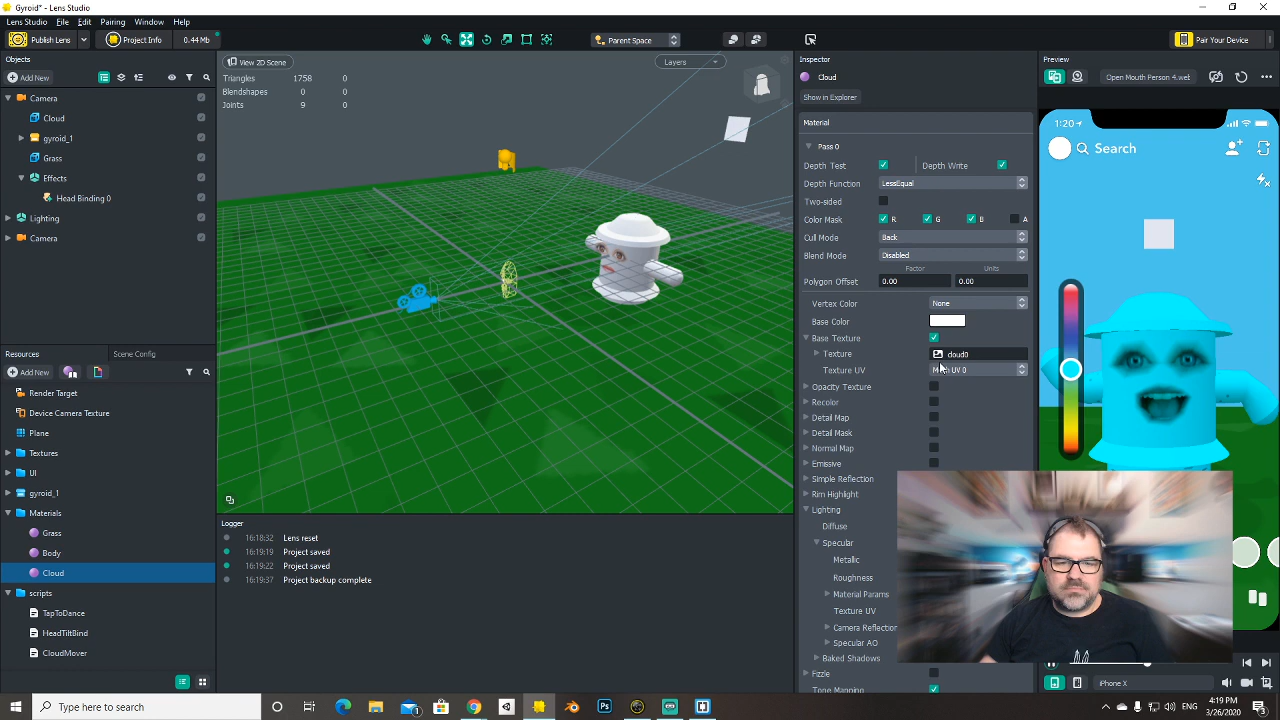 Gyroid* - Lens Studio
Lens Studio File Edit Pairing Window Help
Publish Lens Project Info 0.44 Mb
Parent Space
Pair Your Device
Objects
Add New
Camera
Cloud
gyroid_1
Grass
Effects
Head Binding 0
Lighting
Camera
View 2D Scene
Layers
Triangles 1758 0
Blendshapes 0 0
Joints 9 0
Inspector
Cloud
Show in Explorer
Material
Pass 0
Depth Test Depth Write
Depth Function LessEqual
Two-sided
Color Mask R G B A
Cull Mode Back
Blend Mode Disabled
Factor Units
Polygon Offset 0.00 0.00
Vertex Color None
Base Color
Base Texture
Texture cloud0
Texture UV UV 0
Opacity Texture
Recolor
Detail Map
Detail Mask
Normal Map
Emissive
Simple Reflection
Rim Highlight
Lighting
Diffuse
Specular
Metallic
Roughness
Material Params
Texture UV
Camera Reflection
Specular AO
Baked Shadows
Fizzle
Tone Mapping
Preview
Open Mouth Person 4.web
1:20
Search
iPhone X
Resources Scene Config
Add New
Render Target
Device Camera Texture
Plane
Textures
UI
gyroid_1
Materials
Grass
Body
Cloud
scripts
TapToDance
HeadTiltBind
CloudMover
Logger
16:18:32 Lens reset
16:19:19 Project saved
16:19:22 Project saved
16:19:37 Project backup complete
Type here to search
4:19 PM
3/26/2020